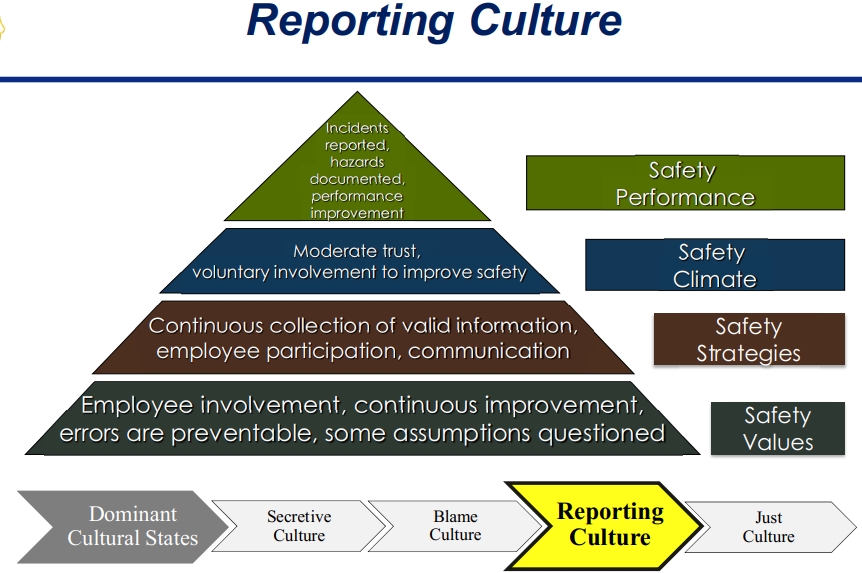 Reporting Culture
Incidents
reported,
hazards
documented,
performance
improvement
Safety
Performance
Moderate trust,
voluntary involvement to improve safety
Safety
Climate
Continuous collection of valid information,
employee participation, communication
Safety
Strategies
Employee involvement, continuous improvement,
errors are preventable, some assumptions questioned
Safety
Values
Dominant
Cultural States
Secretive
Culture
Blame
Culture
Reporting
Culture
Just
Culture